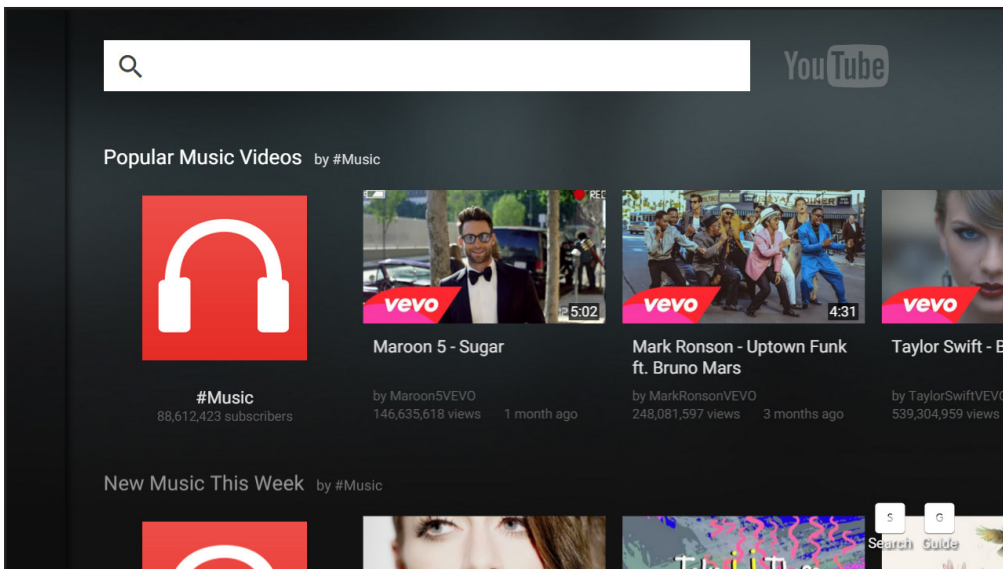 YouTube
Popular Music Videos by #Music
REC
vevo
5:02
vevo
4:31
vevo
Maroon 5 - Sugar
Mark Ronson - Uptown Funk
ft. Bruno Mars
Taylor Swift - B
#Music
88,612,423 subscribers
by Maroon5VEVO
146,635,618 views 1 month ago
by MarkRonsonVEVO
248,081,597 views 3 months ago
by TaylorSwiftVEVO
539,304,959 views
New Music This Week by #Music
S G
Search Guide